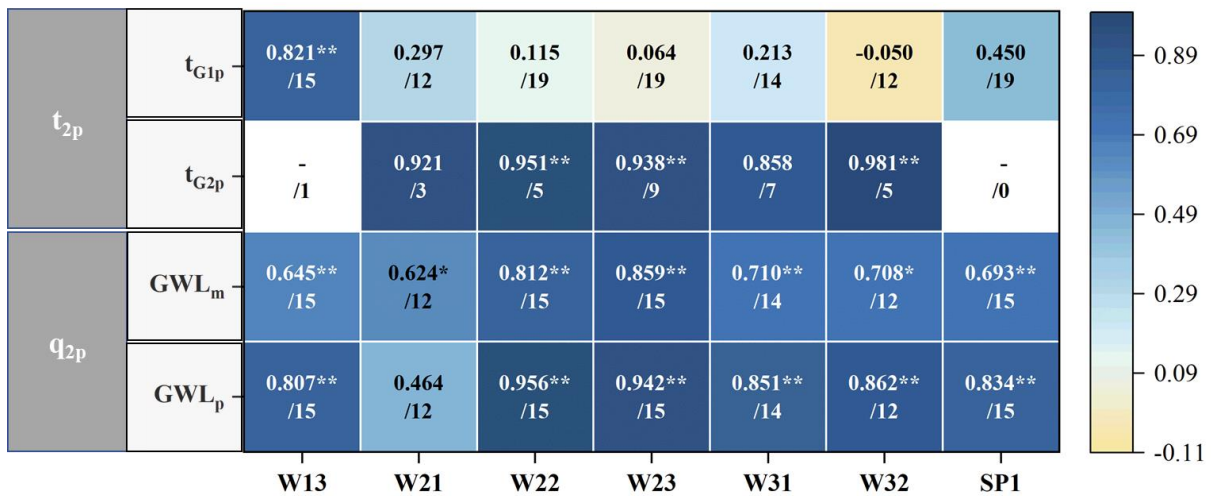 t2p
tG1p
0.821** 0.297 0.115 0.064 0.213 -0.050 0.450
/15 /12 /19 /19 /14 /12 /19
tG2p
- 0.921 0.951** 0.938** 0.858 0.981** -
/1 /3 /5 /9 /7 /5 /0
q2p
GWLm
0.645** 0.624* 0.812** 0.859** 0.710** 0.708* 0.693**
/15 /12 /15 /15 /14 /12 /15
GWLp
0.807** 0.464 0.956** 0.942** 0.851** 0.862** 0.834**
/15 /12 /15 /15 /14 /12 /15
W13 W21 W22 W23 W31 W32 SP1
0.89
0.69
0.49
0.29
0.09
-0.11